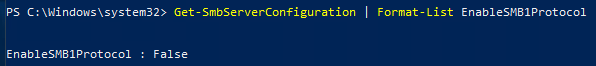 PS C:\Windows\system32> Get-SmbServerConfiguration | Format-List EnableSMB1Protocol
EnableSMB1Protocol : False